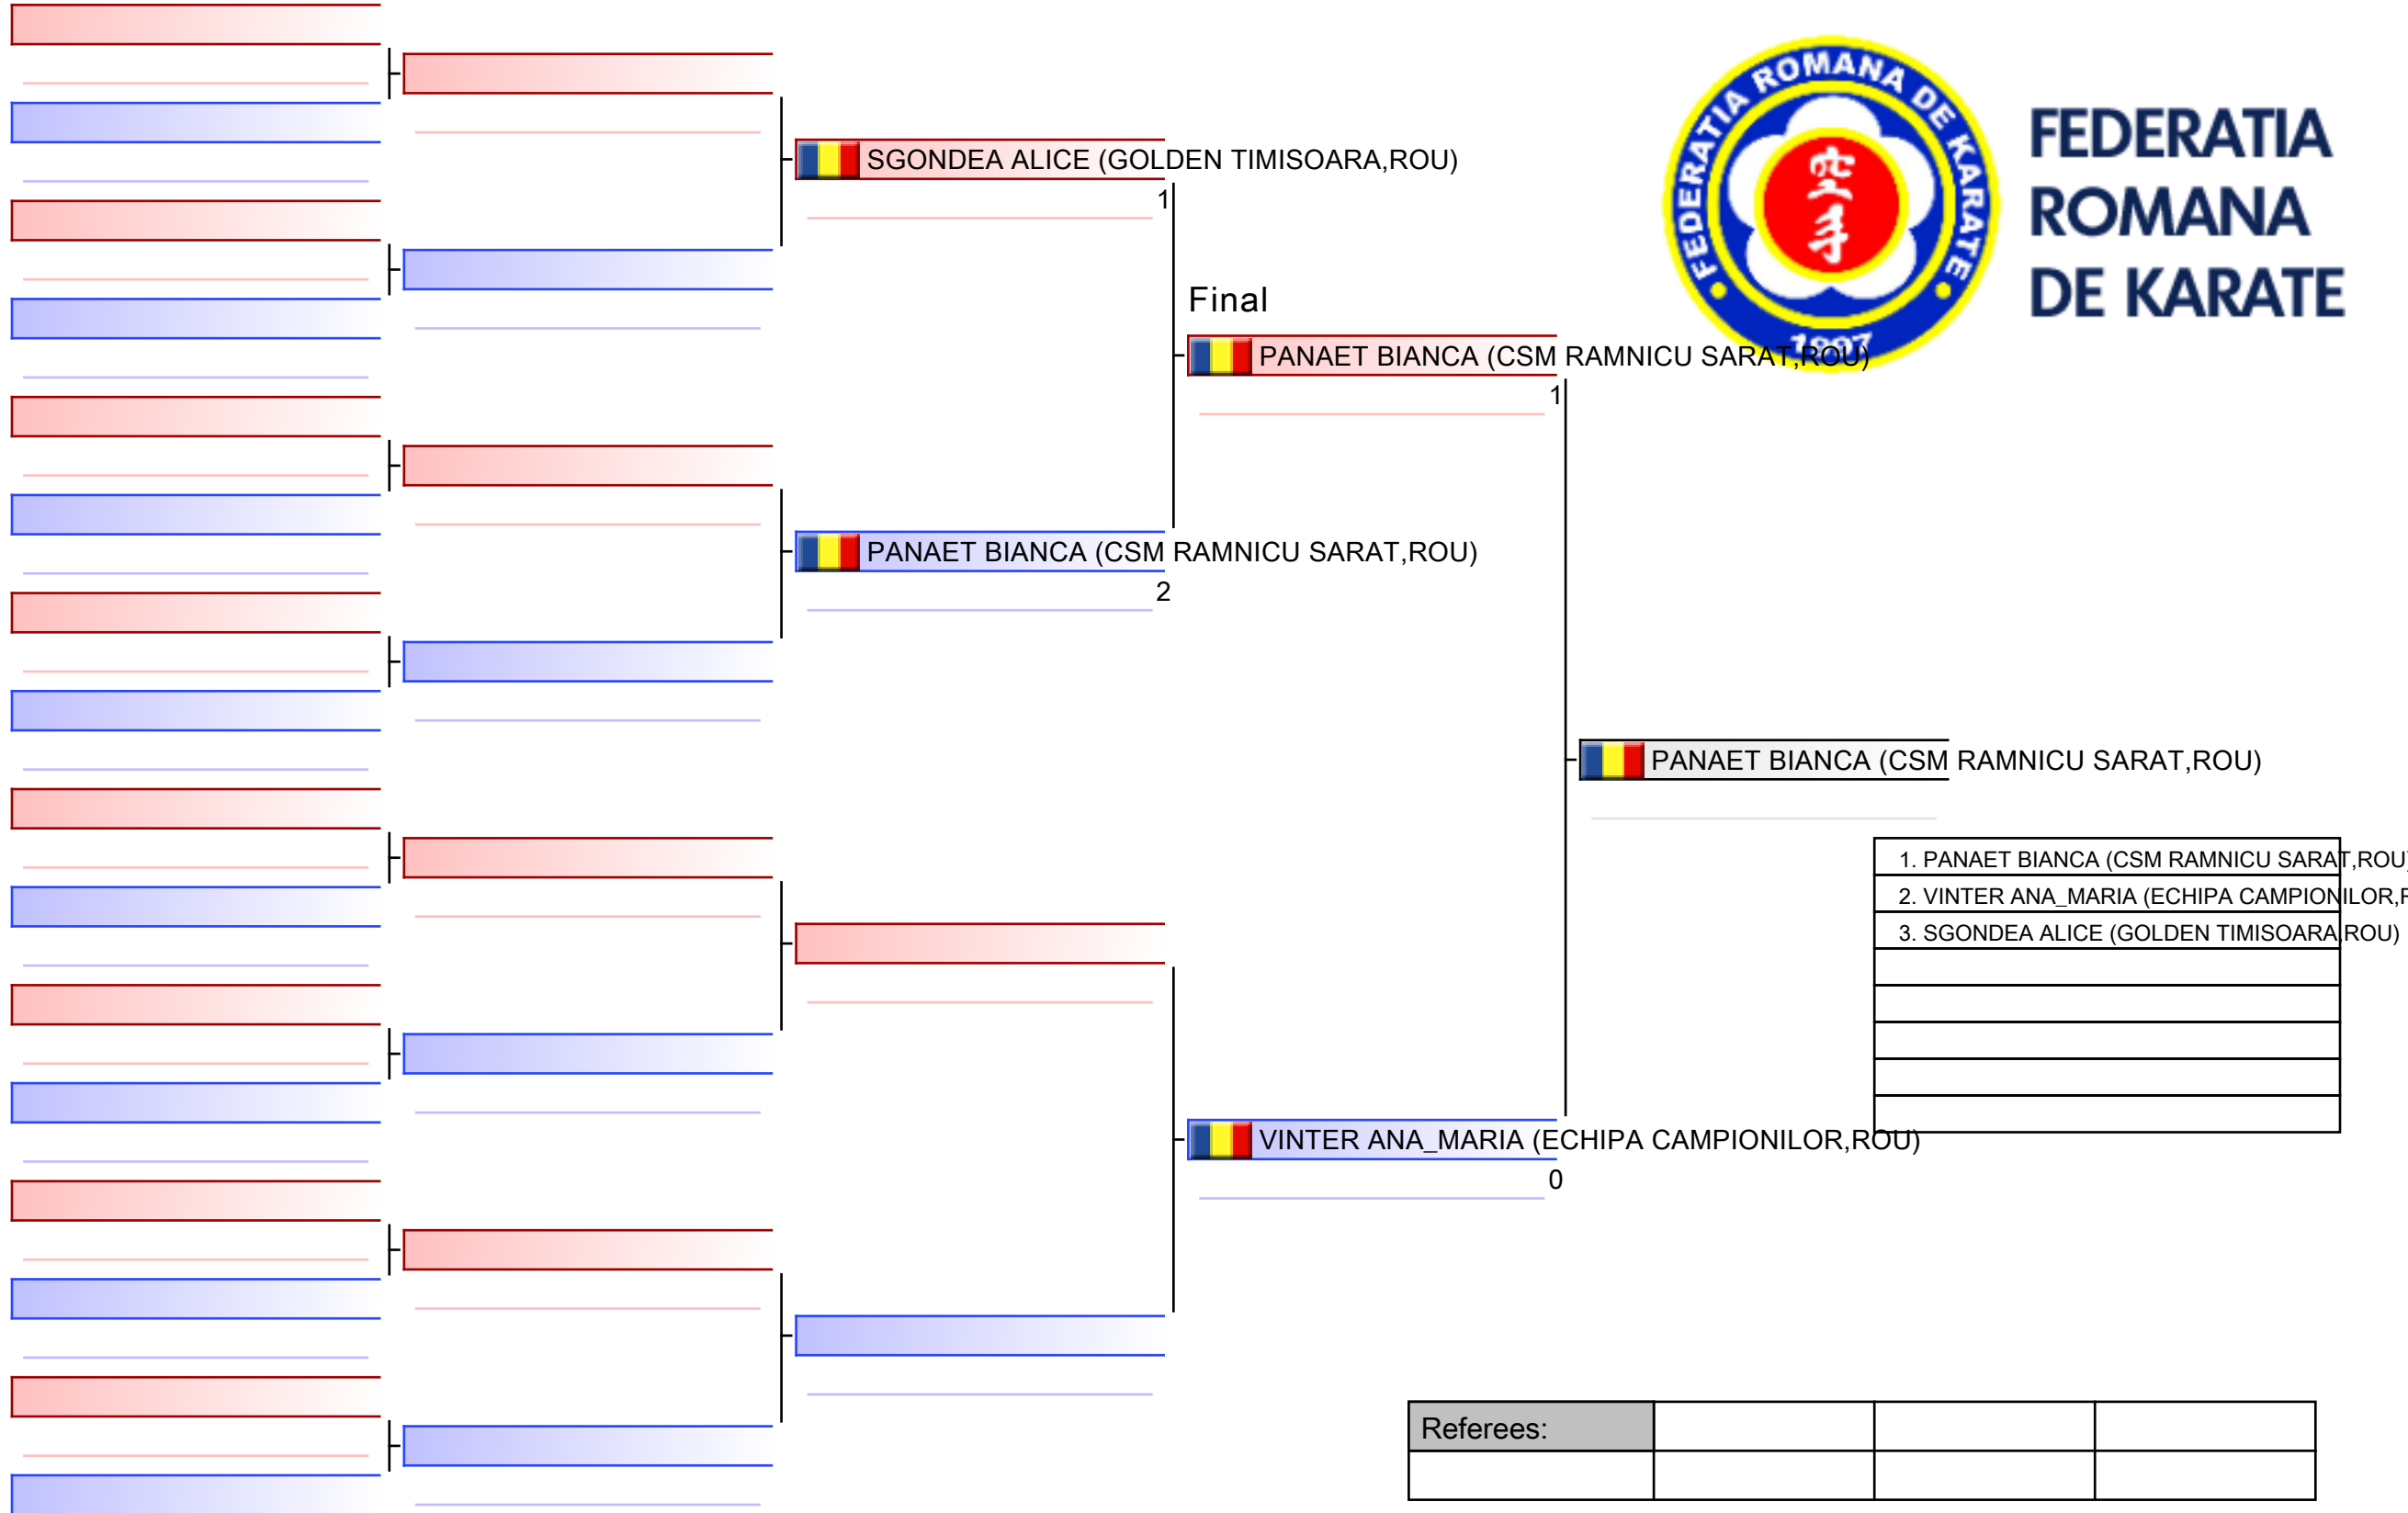 FEDERATIA ROMANA DE KARATE
空手
1997
FEDERATIA
ROMANA
DE KARATE
SGONDEA ALICE (GOLDEN TIMISOARA,ROU)
1
Final
PANAET BIANCA (CSM RAMNICU SARAT,ROU)
1
PANAET BIANCA (CSM RAMNICU SARAT,ROU)
2
PANAET BIANCA (CSM RAMNICU SARAT,ROU)
1. PANAET BIANCA (CSM RAMNICU SARAT,ROU)
2. VINTER ANA_MARIA (ECHIPA CAMPIONILOR,
3. SGONDEA ALICE (GOLDEN TIMISOARA,ROU)
VINTER ANA_MARIA (ECHIPA CAMPIONILOR,ROU)
0
Referees: